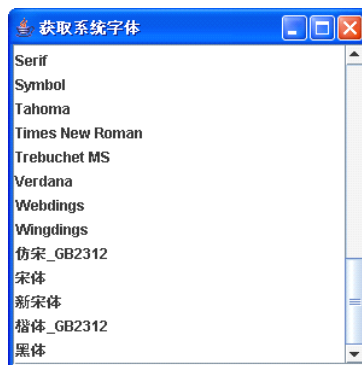 获取系统字体
Serif
Symbol
Tahoma
Times New Roman
Trebuchet MS
Verdana
Webdings
Wingdings
仿宋_GB2312
宋体
新宋体
楷体_GB2312
黑体